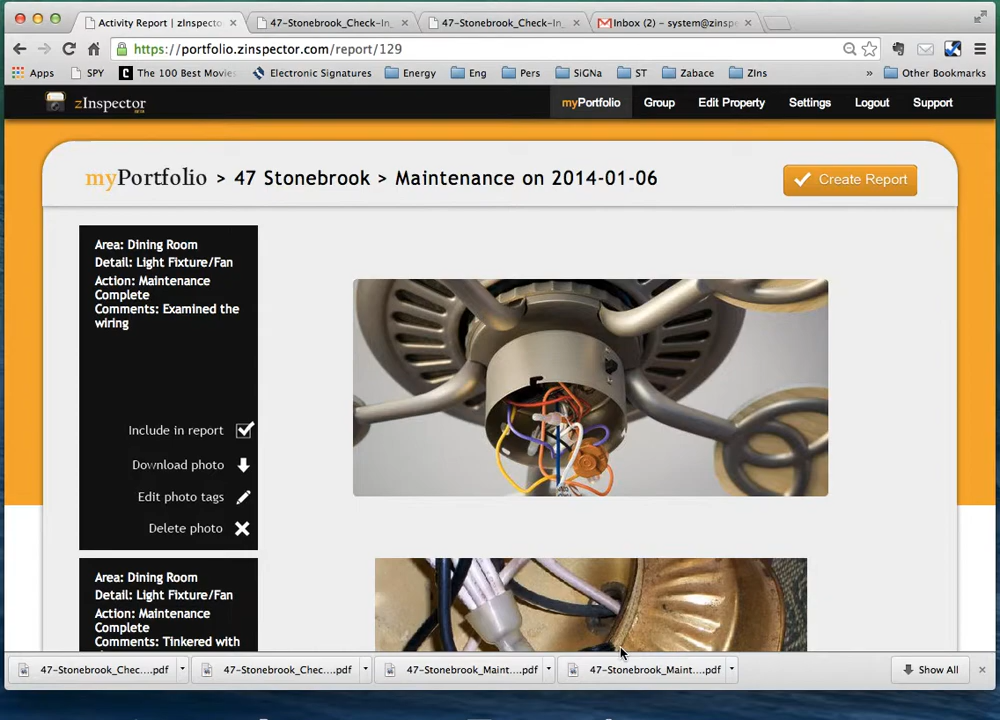 Activity Report | zInspecto
47-Stonebrook_Check-In_
47-Stonebrook_Check-In_
Inbox (2) – system@zinspe
https://portfolio.zinspector.com/report/129
Apps SPY The 100 Best Movies Electronic Signatures Energy Eng Pers SiGNa ST Zabace ZIns » Other Bookmarks
zInspector BETA myPortfolio Group Edit Property Settings Logout Support
myPortfolio > 47 Stonebrook > Maintenance on 2014-01-06
Create Report
Area: Dining Room
Detail: Light Fixture/Fan
Action: Maintenance
Complete
Comments: Examined the
wiring
Include in report
Download photo
Edit photo tags
Delete photo
Area: Dining Room
Detail: Light Fixture/Fan
Action: Maintenance
Complete
Comments: Tinkered with
47-Stonebrook_Chec....pdf
47-Stonebrook_Chec....pdf
47-Stonebrook_Maint....pdf
47-Stonebrook_Maint....pdf
Show All